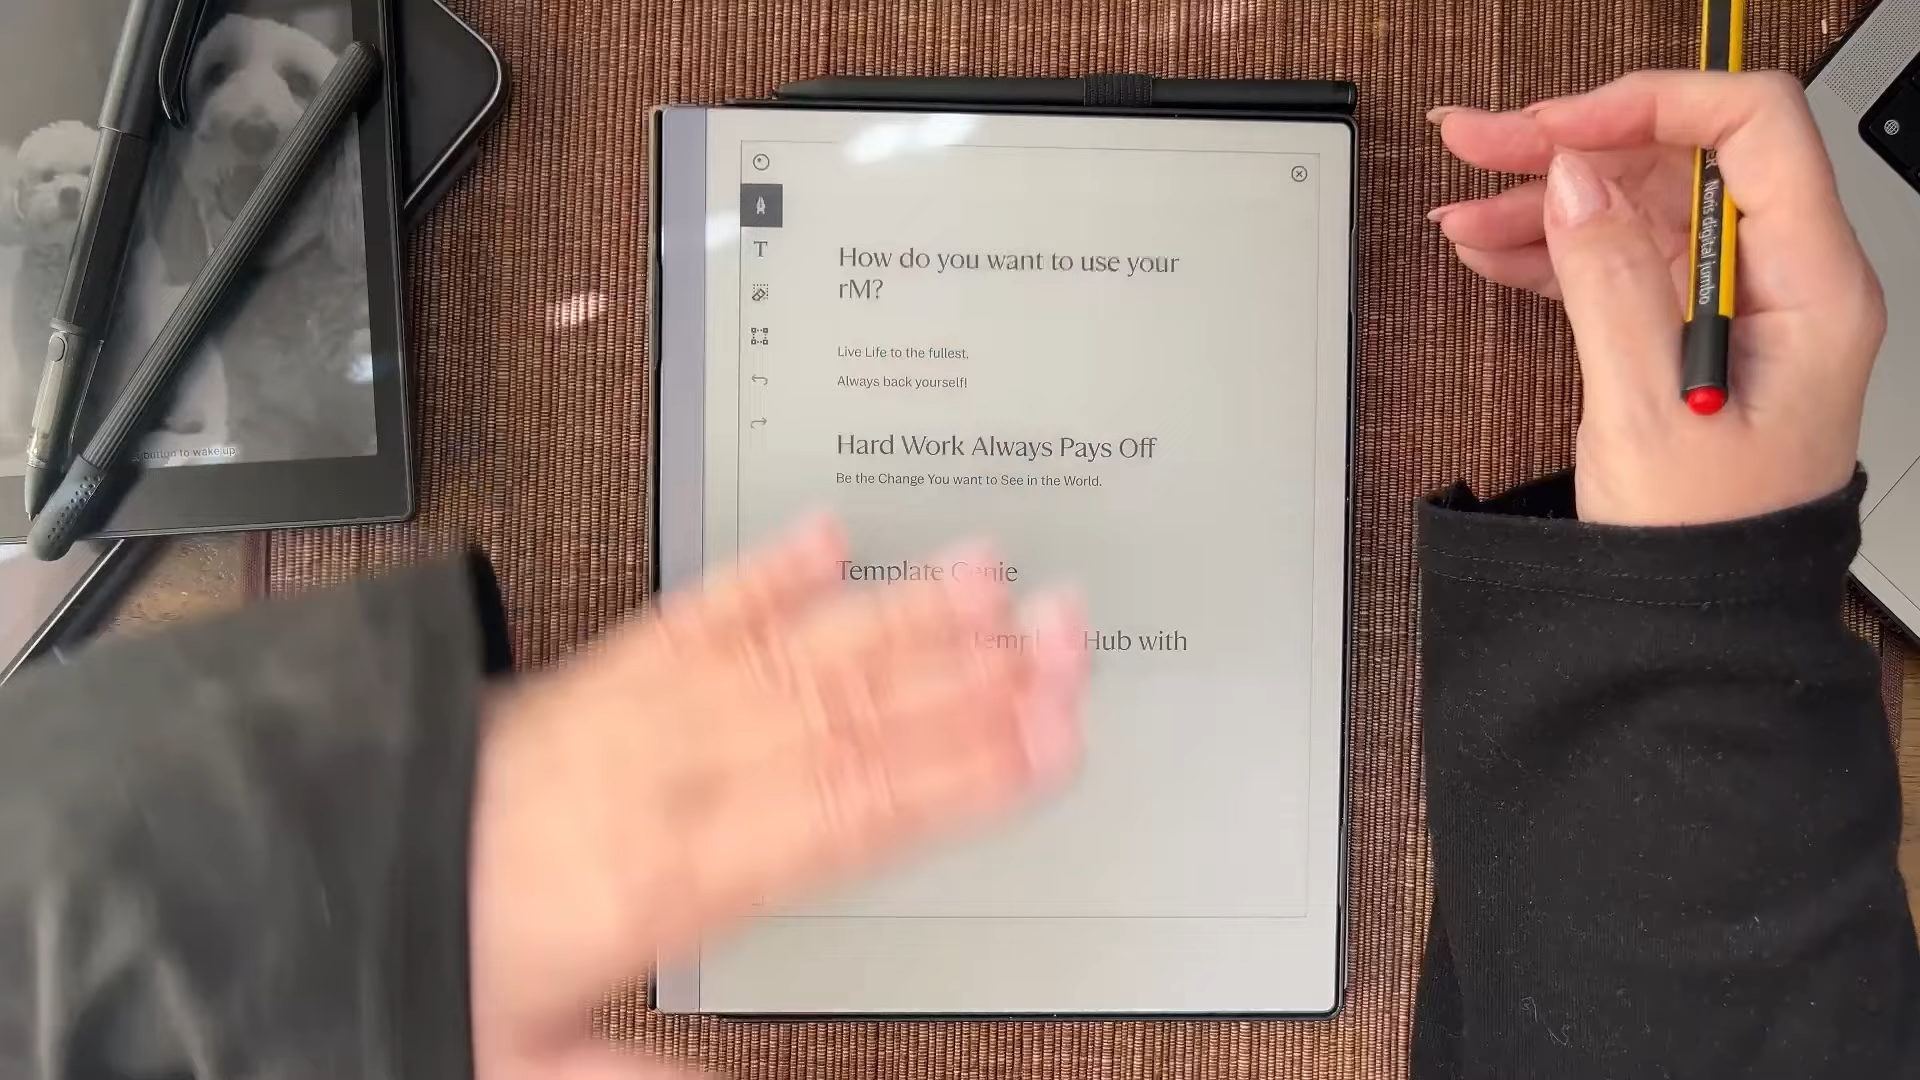 How do you want to use your
rM?
Live Life to the fullest.
Always back yourself!
Hard Work Always Pays Off
Be the Change You want to See in the World.
Template Genie
Hub with
T
button to wake up
Noris digital jumbo